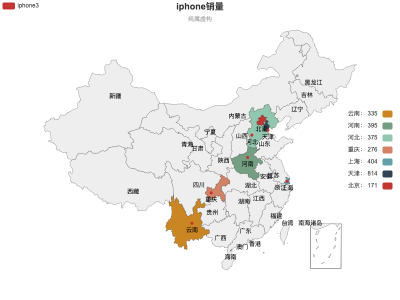 iphone3
iphone销量
纯属虚构
黑龙江
吉林
新疆
辽宁
内蒙古
北京
天津
宁夏
山西
河北
山东
青海
甘肃
陕西
河南
江苏
安徽
上海
西藏
四川
湖北
重庆
浙江
湖南
江西
贵州
福建
云南
台湾
南海诸岛
广东
广西
香港
澳门
海南
云南: 335
河南: 395
河北: 375
重庆: 276
上海: 404
天津: 814
北京: 171